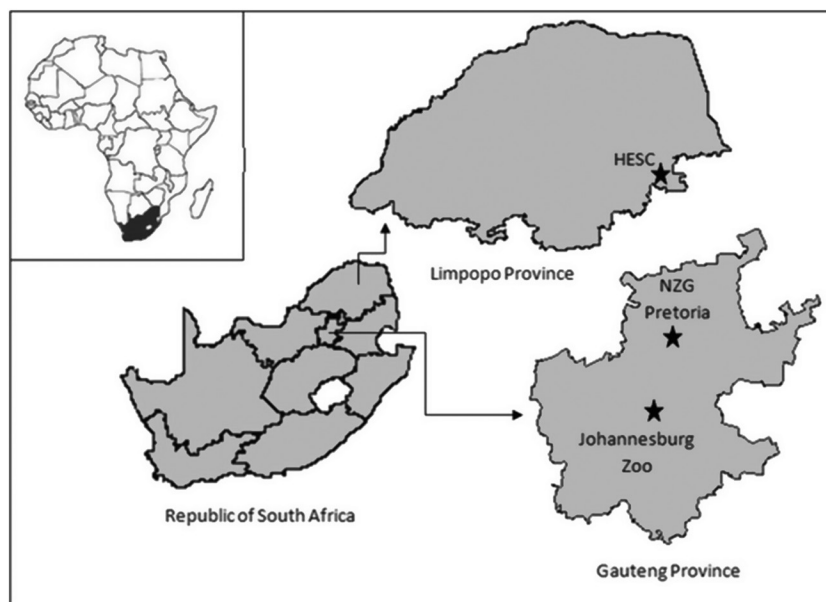 HESC
Limpopo Province
NZG
Pretoria
Johannesburg
Zoo
Republic of South Africa
Gauteng Province